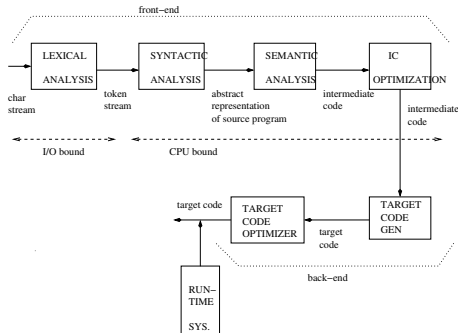 front-end
LEXICAL
ANALYSIS
SYNTACTIC
ANALYSIS
SEMANTIC
ANALYSIS
IC
OPTIMIZATION
char
stream
token
stream
abstract
representation
of source program
intermediate
code
intermediate
code
I/O bound
CPU bound
target code
TARGET
CODE
OPTIMIZER
target
code
TARGET
CODE
GEN
back-end
RUN-
TIME
SYS.